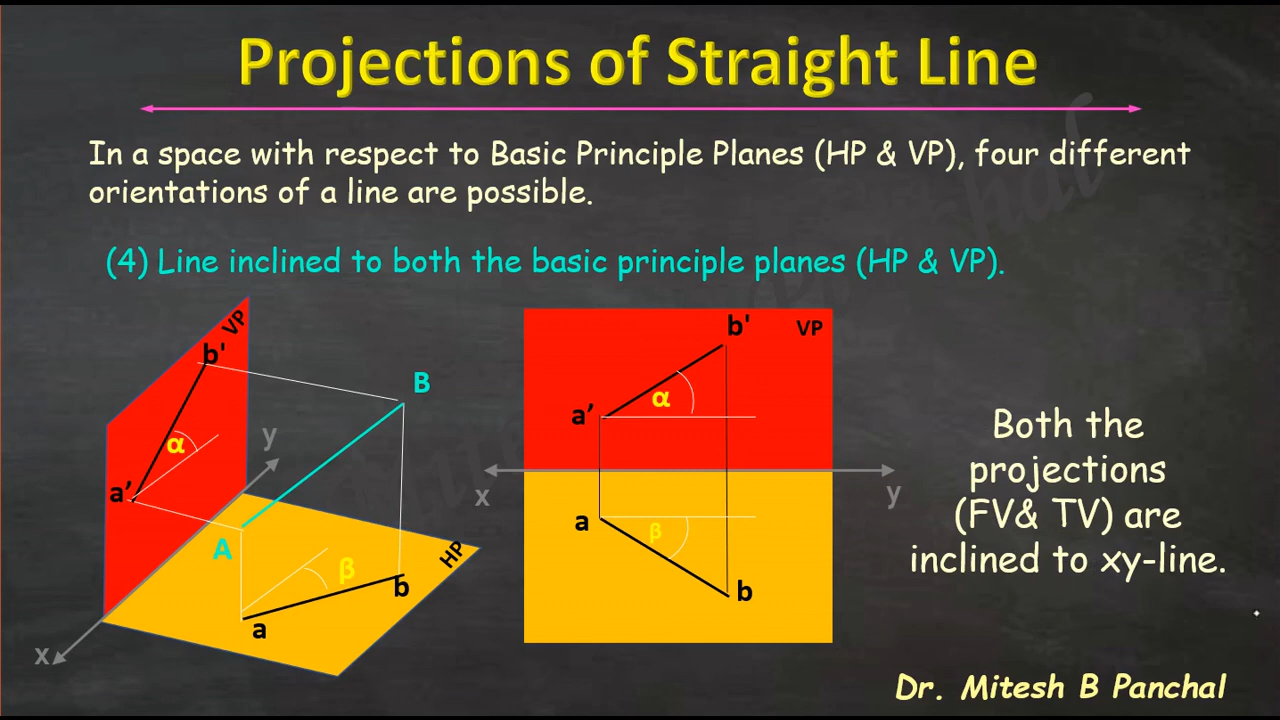 Projections of Straight Line
In a space with respect to Basic Principle Planes (HP & VP), four different
orientations of a line are possible.
(4) Line inclined to both the basic principle planes (HP & VP).
VP
b'
B
α
y
a’
A
HP
β
b
a
x
b'
VP
α
a’
x
y
a
β
b
Both the
projections
(FV& TV) are
inclined to xy-line.
Dr. Mitesh B Panchal